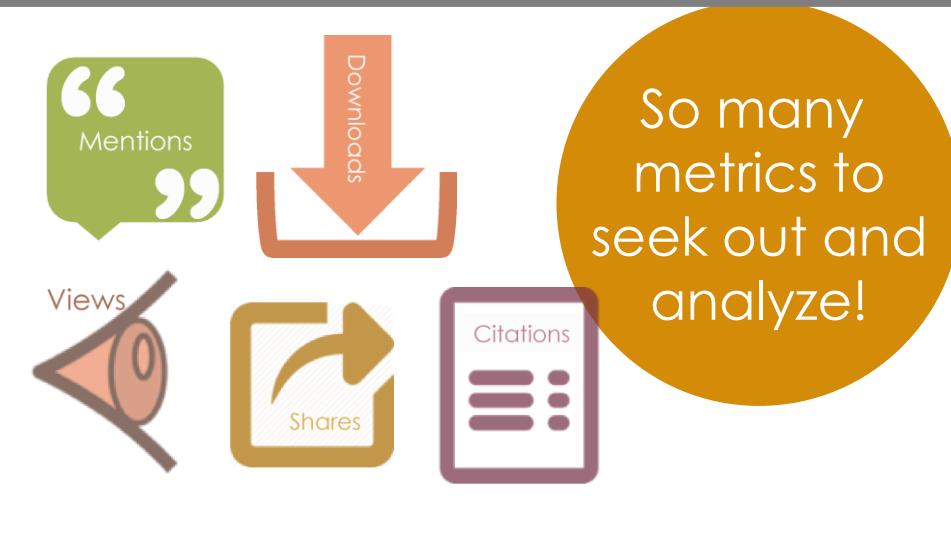 Mentions
Downloads
Views
Shares
Citations
So many
metrics to
seek out and
analyze!